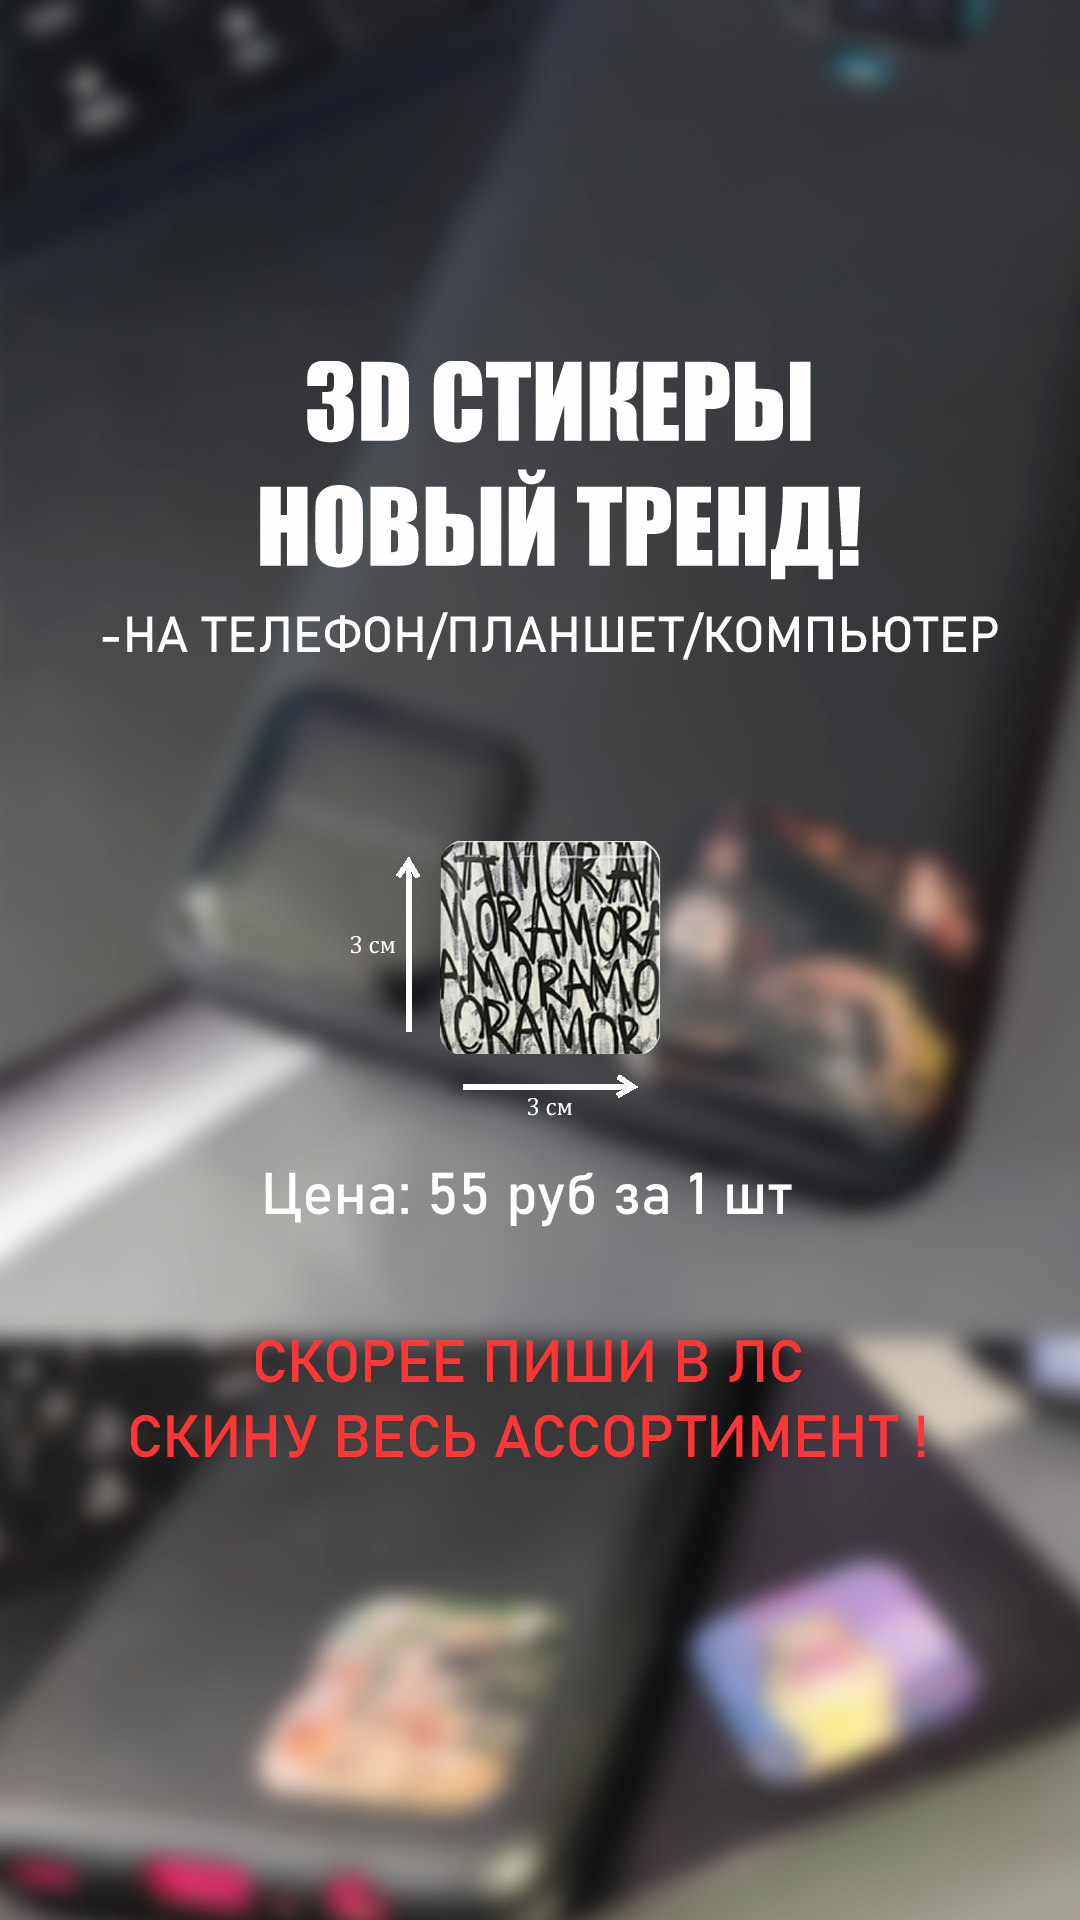 3D СТИКЕРЫ
НОВЫЙ ТРЕНД!
-НА ТЕЛЕФОН/ПЛАНШЕТ/КОМПЬЮТЕР
AMORAM
MORAMORA
AMORAMO
ORAMOR
3 см
3 см
Цена: 55 руб за 1 шт
СКОРЕЕ ПИШИ В ЛС
СКИНУ ВЕСЬ АССОРТИМЕНТ !